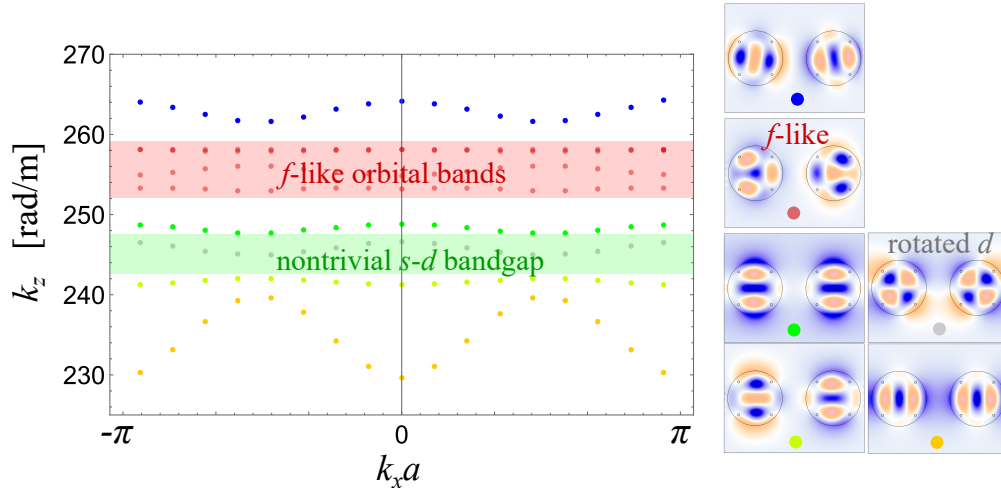 270
260
250
240
230
k_z [rad/m]
f-like orbital bands
nontrivial s-d bandgap
-π
0
π
k_x a
f-like
rotated d